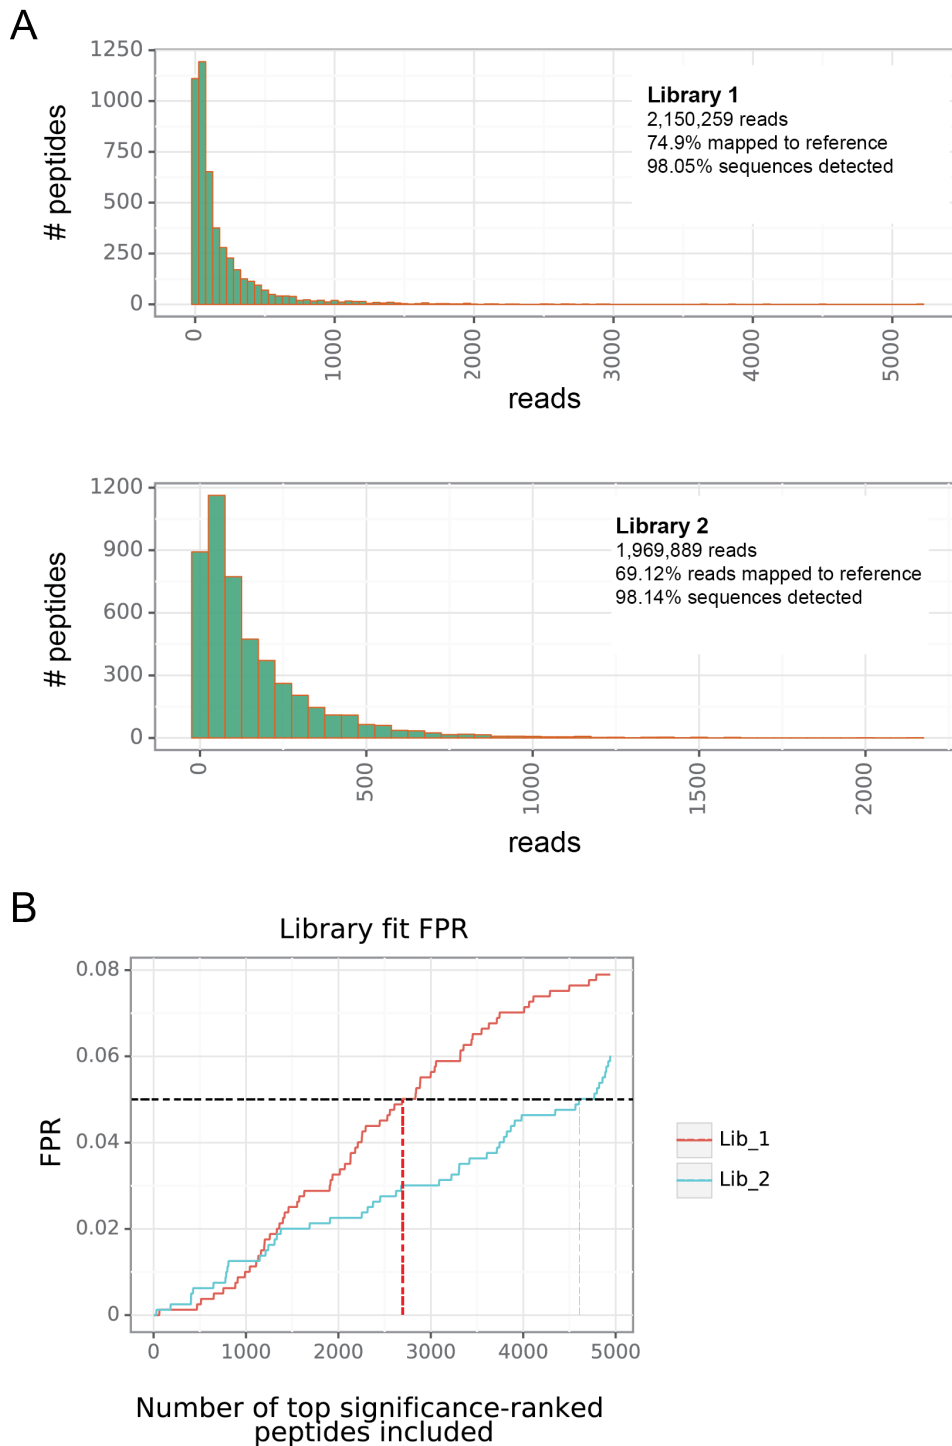 A
1250
1000
750
500
250
0
# peptides
Library 1
2,150,259 reads
74.9% mapped to reference
98.05% sequences detected
0
1000
2000
3000
4000
5000
reads
1200
900
600
300
0
# peptides
Library 2
1,969,889 reads
69.12% reads mapped to reference
98.14% sequences detected
0
500
1000
1500
2000
reads
B
Library fit FPR
0.08
0.06
0.04
0.02
0
FPR
Lib_1
Lib_2
0
1000
2000
3000
4000
5000
Number of top significance-ranked
peptides included